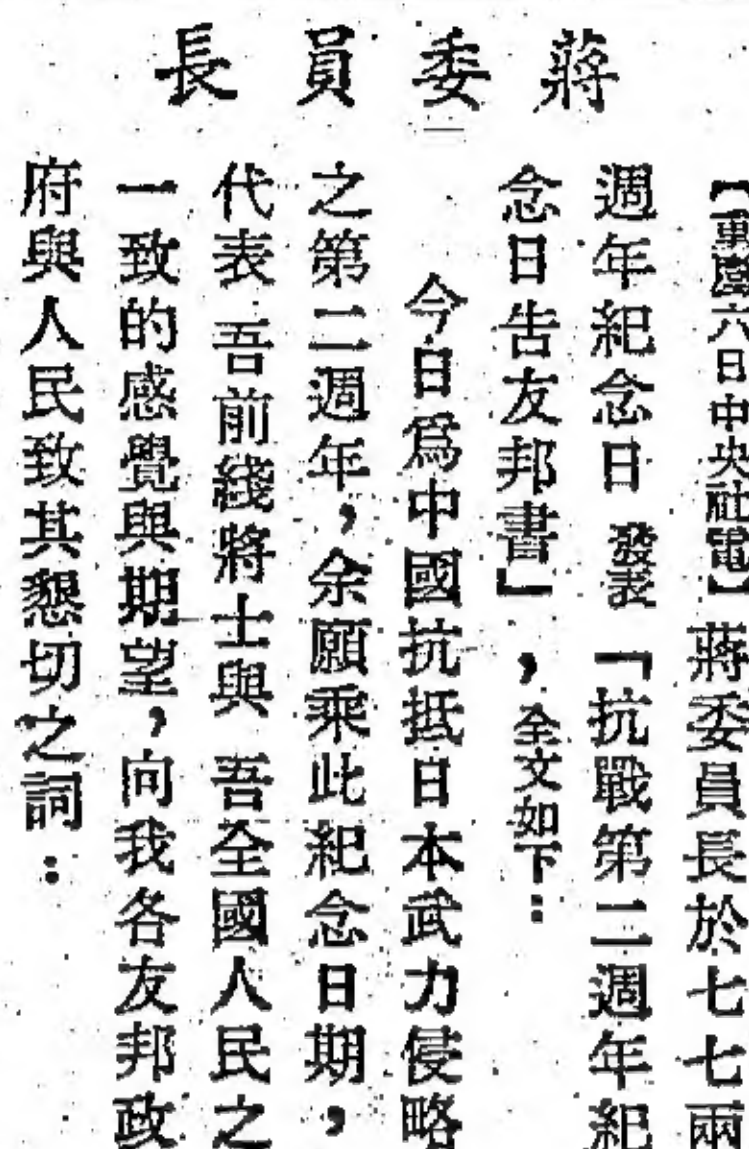 蔣委員長
【重慶六日中央社電】蔣委員長於七七兩
週年紀念日發表「抗戰第二週年紀
念日告友邦書」，全文如下：
今日爲中國抗抵日本武力侵略
之第二週年，余願乘此紀念日期，
代表吾前綫將士與吾全國人民之
一致的感覺與期望，向我各友邦政
府與人民致其懇切之詞：